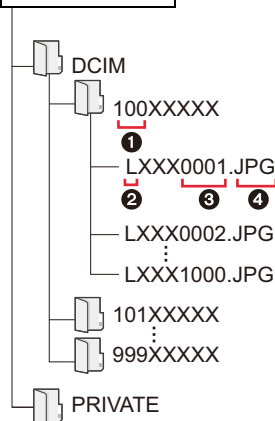 DCIM
100XXXXX
❶
LXXX0001.JPG
❷ ❸ ❹
LXXX0002.JPG
LXXX1000.JPG
101XXXXX
999XXXXX
PRIVATE